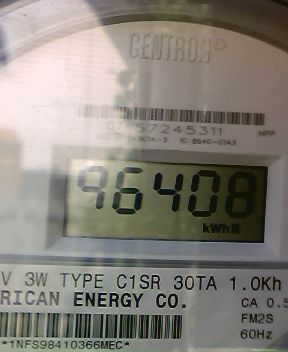 CENTRON®
57245311
HPP
96408
kWh
V 3W TYPE C1SR 30TA 1.0Kh
RICAN ENERGY CO.
CA 0.5
FM2S
*1NFS98410366MEC*
60Hz